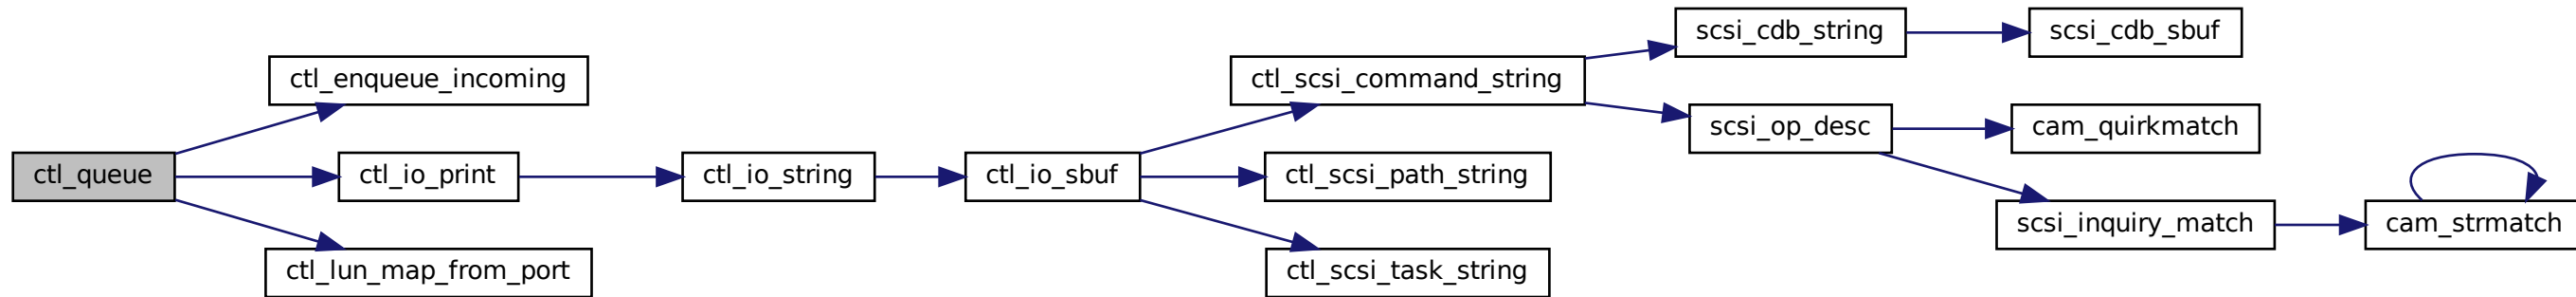 ctl_queue
ctl_enqueue_incoming
ctl_io_print
ctl_lun_map_from_port
ctl_io_string
ctl_io_sbuf
ctl_scsi_command_string
ctl_scsi_path_string
ctl_scsi_task_string
scsi_cdb_string
scsi_op_desc
scsi_cdb_sbuf
cam_quirkmatch
scsi_inquiry_match
cam_strmatch